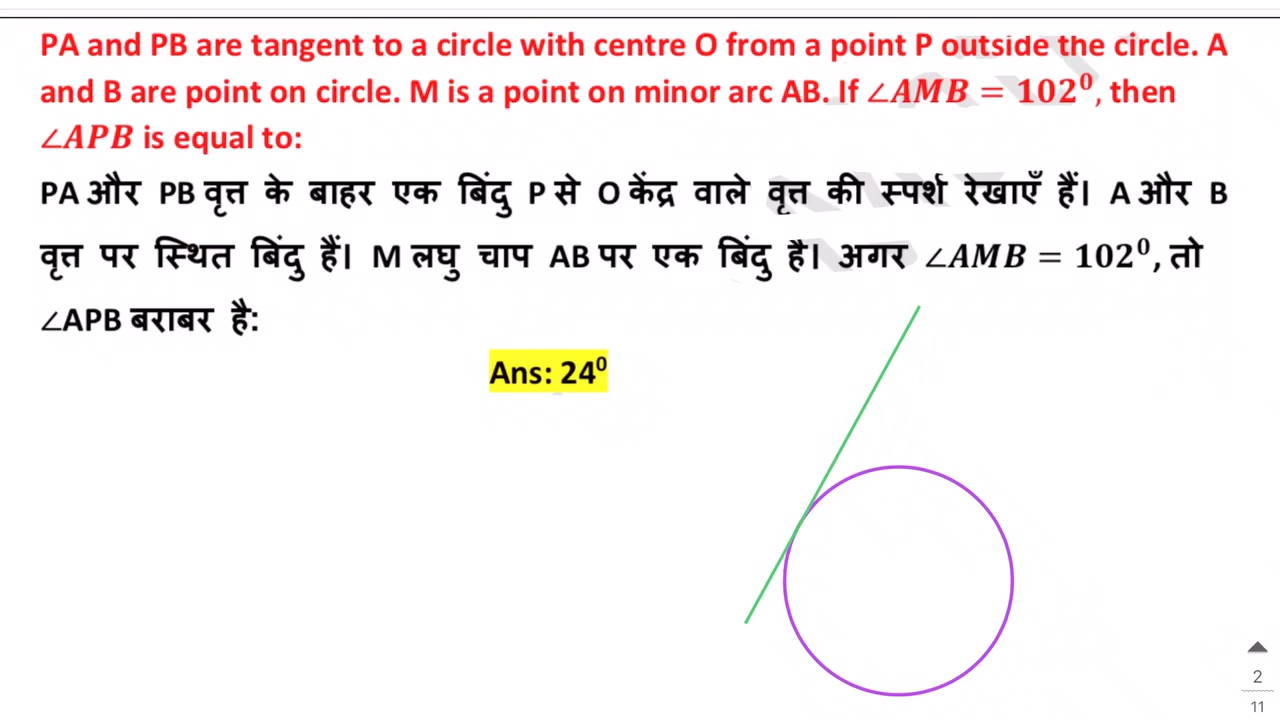 PA and PB are tangent to a circle with centre O from a point P outside the circle. A
and B are point on circle. M is a point on minor arc AB. If ∠AMB = 102⁰, then
∠APB is equal to:
PA और PB वृत्त के बाहर एक बिंदु P से O केंद्र वाले वृत्त की स्पर्श रेखाएँ हैं। A और B
वृत्त पर स्थित बिंदु हैं। M लघु चाप AB पर एक बिंदु है। अगर ∠AMB = 102⁰, तो
∠APB बराबर है:
Ans: 24⁰
2
11